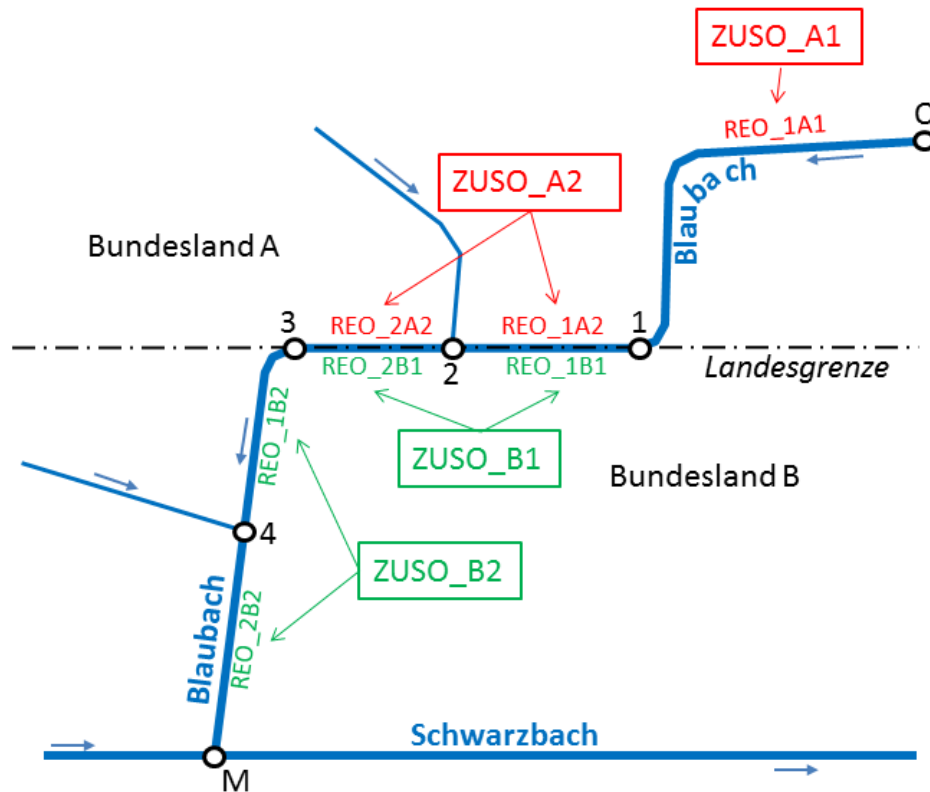 ZUSO_A1
Q
REO_1A1
Blaubach
ZUSO_A2
Bundesland A
3
REO_2A2
REO_1A2
1
REO_2B1
2
REO_1B1
Landesgrenze
REO_1B2
ZUSO_B1
Bundesland B
4
ZUSO_B2
REO_2B2
Blaubach
Schwarzbach
M